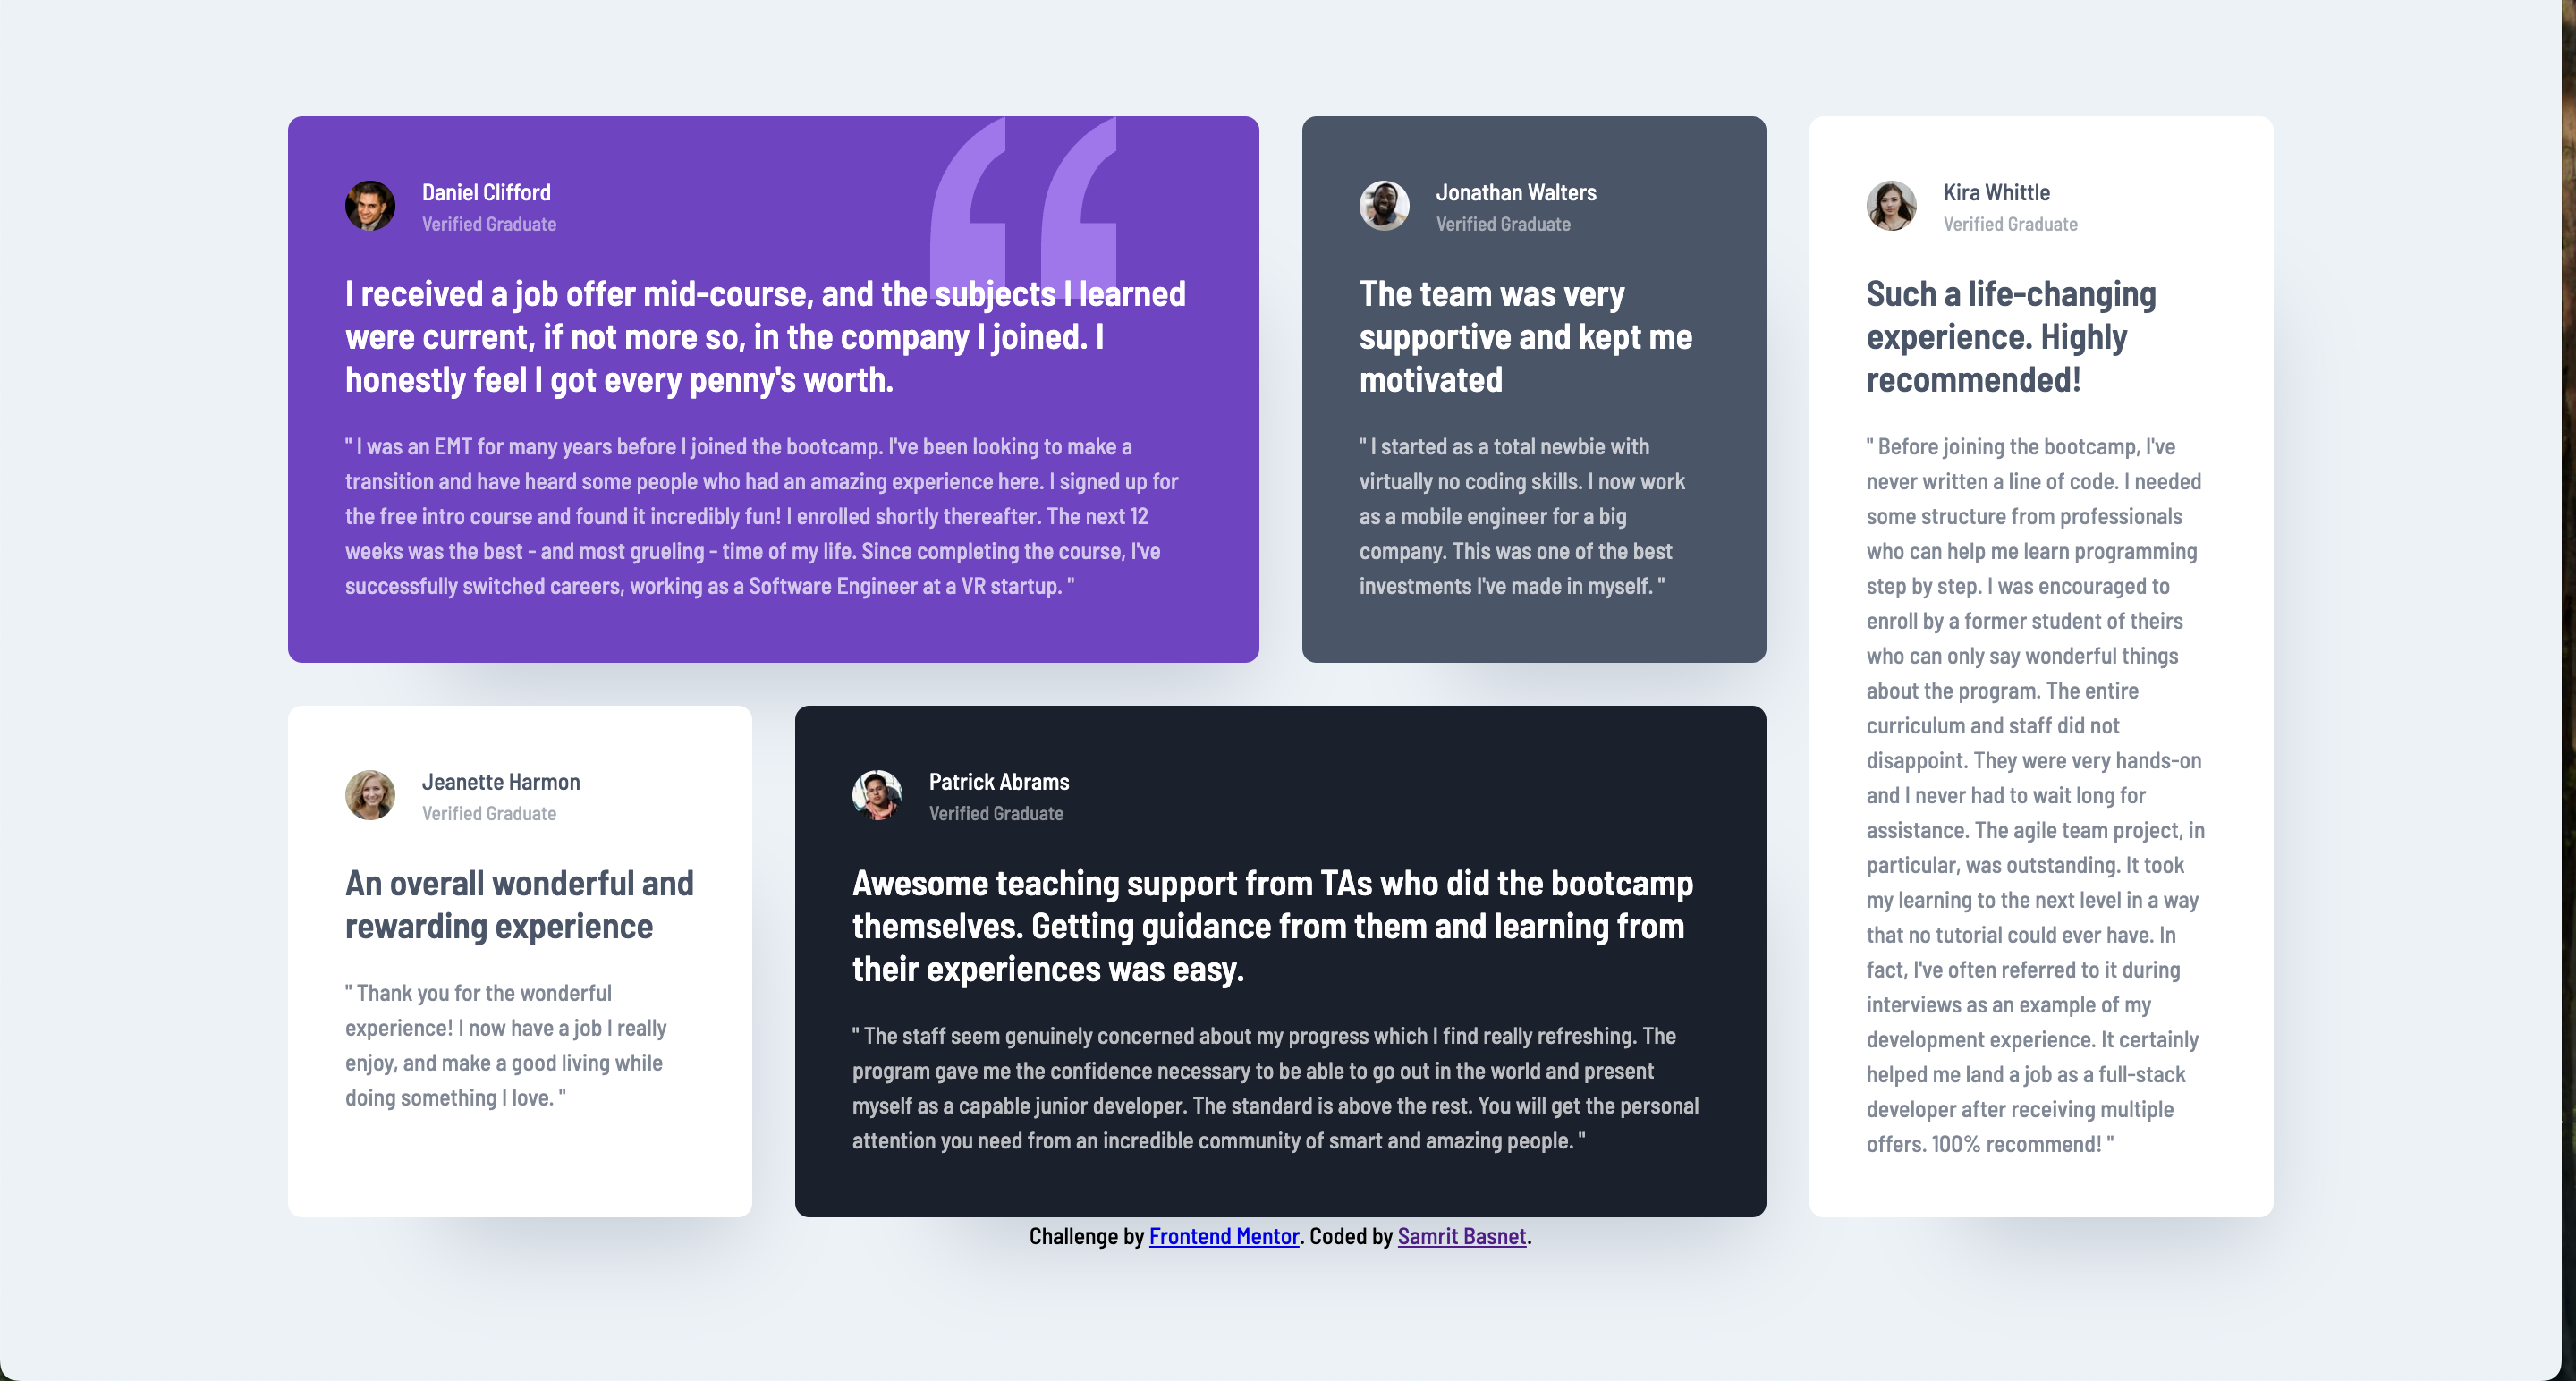 Daniel Clifford
Verified Graduate
I received a job offer mid-course, and the subjects I learned
were current, if not more so, in the company I joined. I
honestly feel I got every penny's worth.
" I was an EMT for many years before I joined the bootcamp. I've been looking to make a
transition and have heard some people who had an amazing experience here. I signed up for
the free intro course and found it incredibly fun! I enrolled shortly thereafter. The next 12
weeks was the best - and most grueling - time of my life. Since completing the course, I've
successfully switched careers, working as a Software Engineer at a VR startup. "
Jonathan Walters
Verified Graduate
The team was very
supportive and kept me
motivated
" I started as a total newbie with
virtually no coding skills. I now work
as a mobile engineer for a big
company. This was one of the best
investments I've made in myself. "
Kira Whittle
Verified Graduate
Such a life-changing
experience. Highly
recommended!
" Before joining the bootcamp, I've
never written a line of code. I needed
some structure from professionals
who can help me learn programming
step by step. I was encouraged to
enroll by a former student of theirs
who can only say wonderful things
about the program. The entire
curriculum and staff did not
disappoint. They were very hands-on
and I never had to wait long for
assistance. The agile team project, in
particular, was outstanding. It took
my learning to the next level in a way
that no tutorial could ever have. In
fact, I've often referred to it during
interviews as an example of my
development experience. It certainly
helped me land a job as a full-stack
developer after receiving multiple
offers. 100% recommend! "
Jeanette Harmon
Verified Graduate
An overall wonderful and
rewarding experience
" Thank you for the wonderful
experience! I now have a job I really
enjoy, and make a good living while
doing something I love. "
Patrick Abrams
Verified Graduate
Awesome teaching support from TAs who did the bootcamp
themselves. Getting guidance from them and learning from
their experiences was easy.
" The staff seem genuinely concerned about my progress which I find really refreshing. The
program gave me the confidence necessary to be able to go out in the world and present
myself as a capable junior developer. The standard is above the rest. You will get the personal
attention you need from an incredible community of smart and amazing people. "
Challenge by Frontend Mentor. Coded by Samrit Basnet.